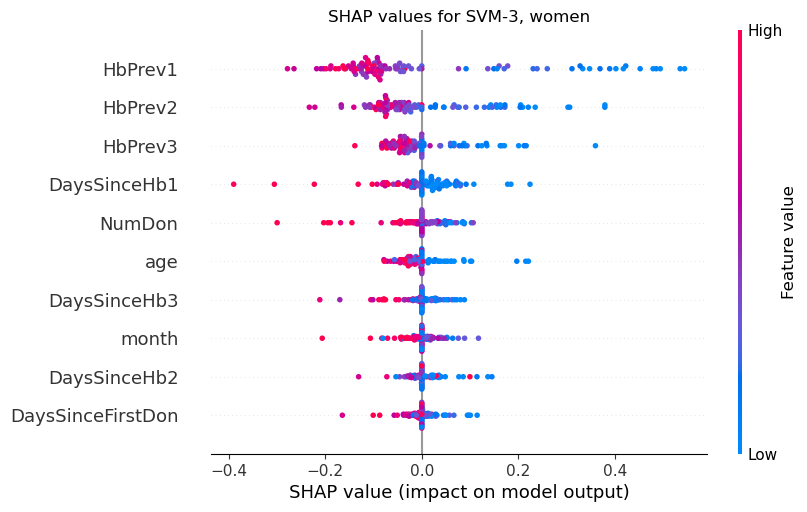 SHAP values for SVM-3, women
High
HbPrev1
HbPrev2
HbPrev3
DaysSinceHb1
NumDon
age
DaysSinceHb3
month
DaysSinceHb2
DaysSinceFirstDon
Feature value
Low
−0.4 −0.2 0.0 0.2 0.4
SHAP value (impact on model output)